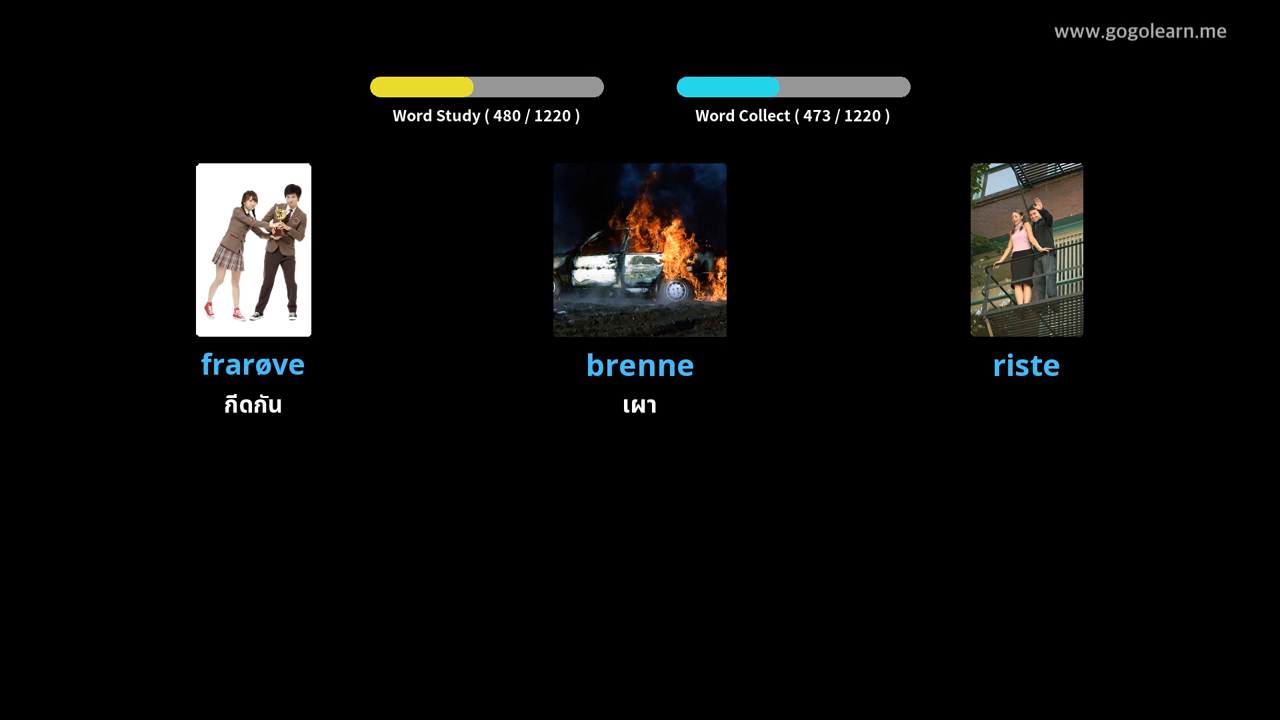 www.gogolearn.me
Word Study ( 480 / 1220 )
Word Collect ( 473 / 1220 )
frarøve
brenne
riste
กีดกัน
เผา